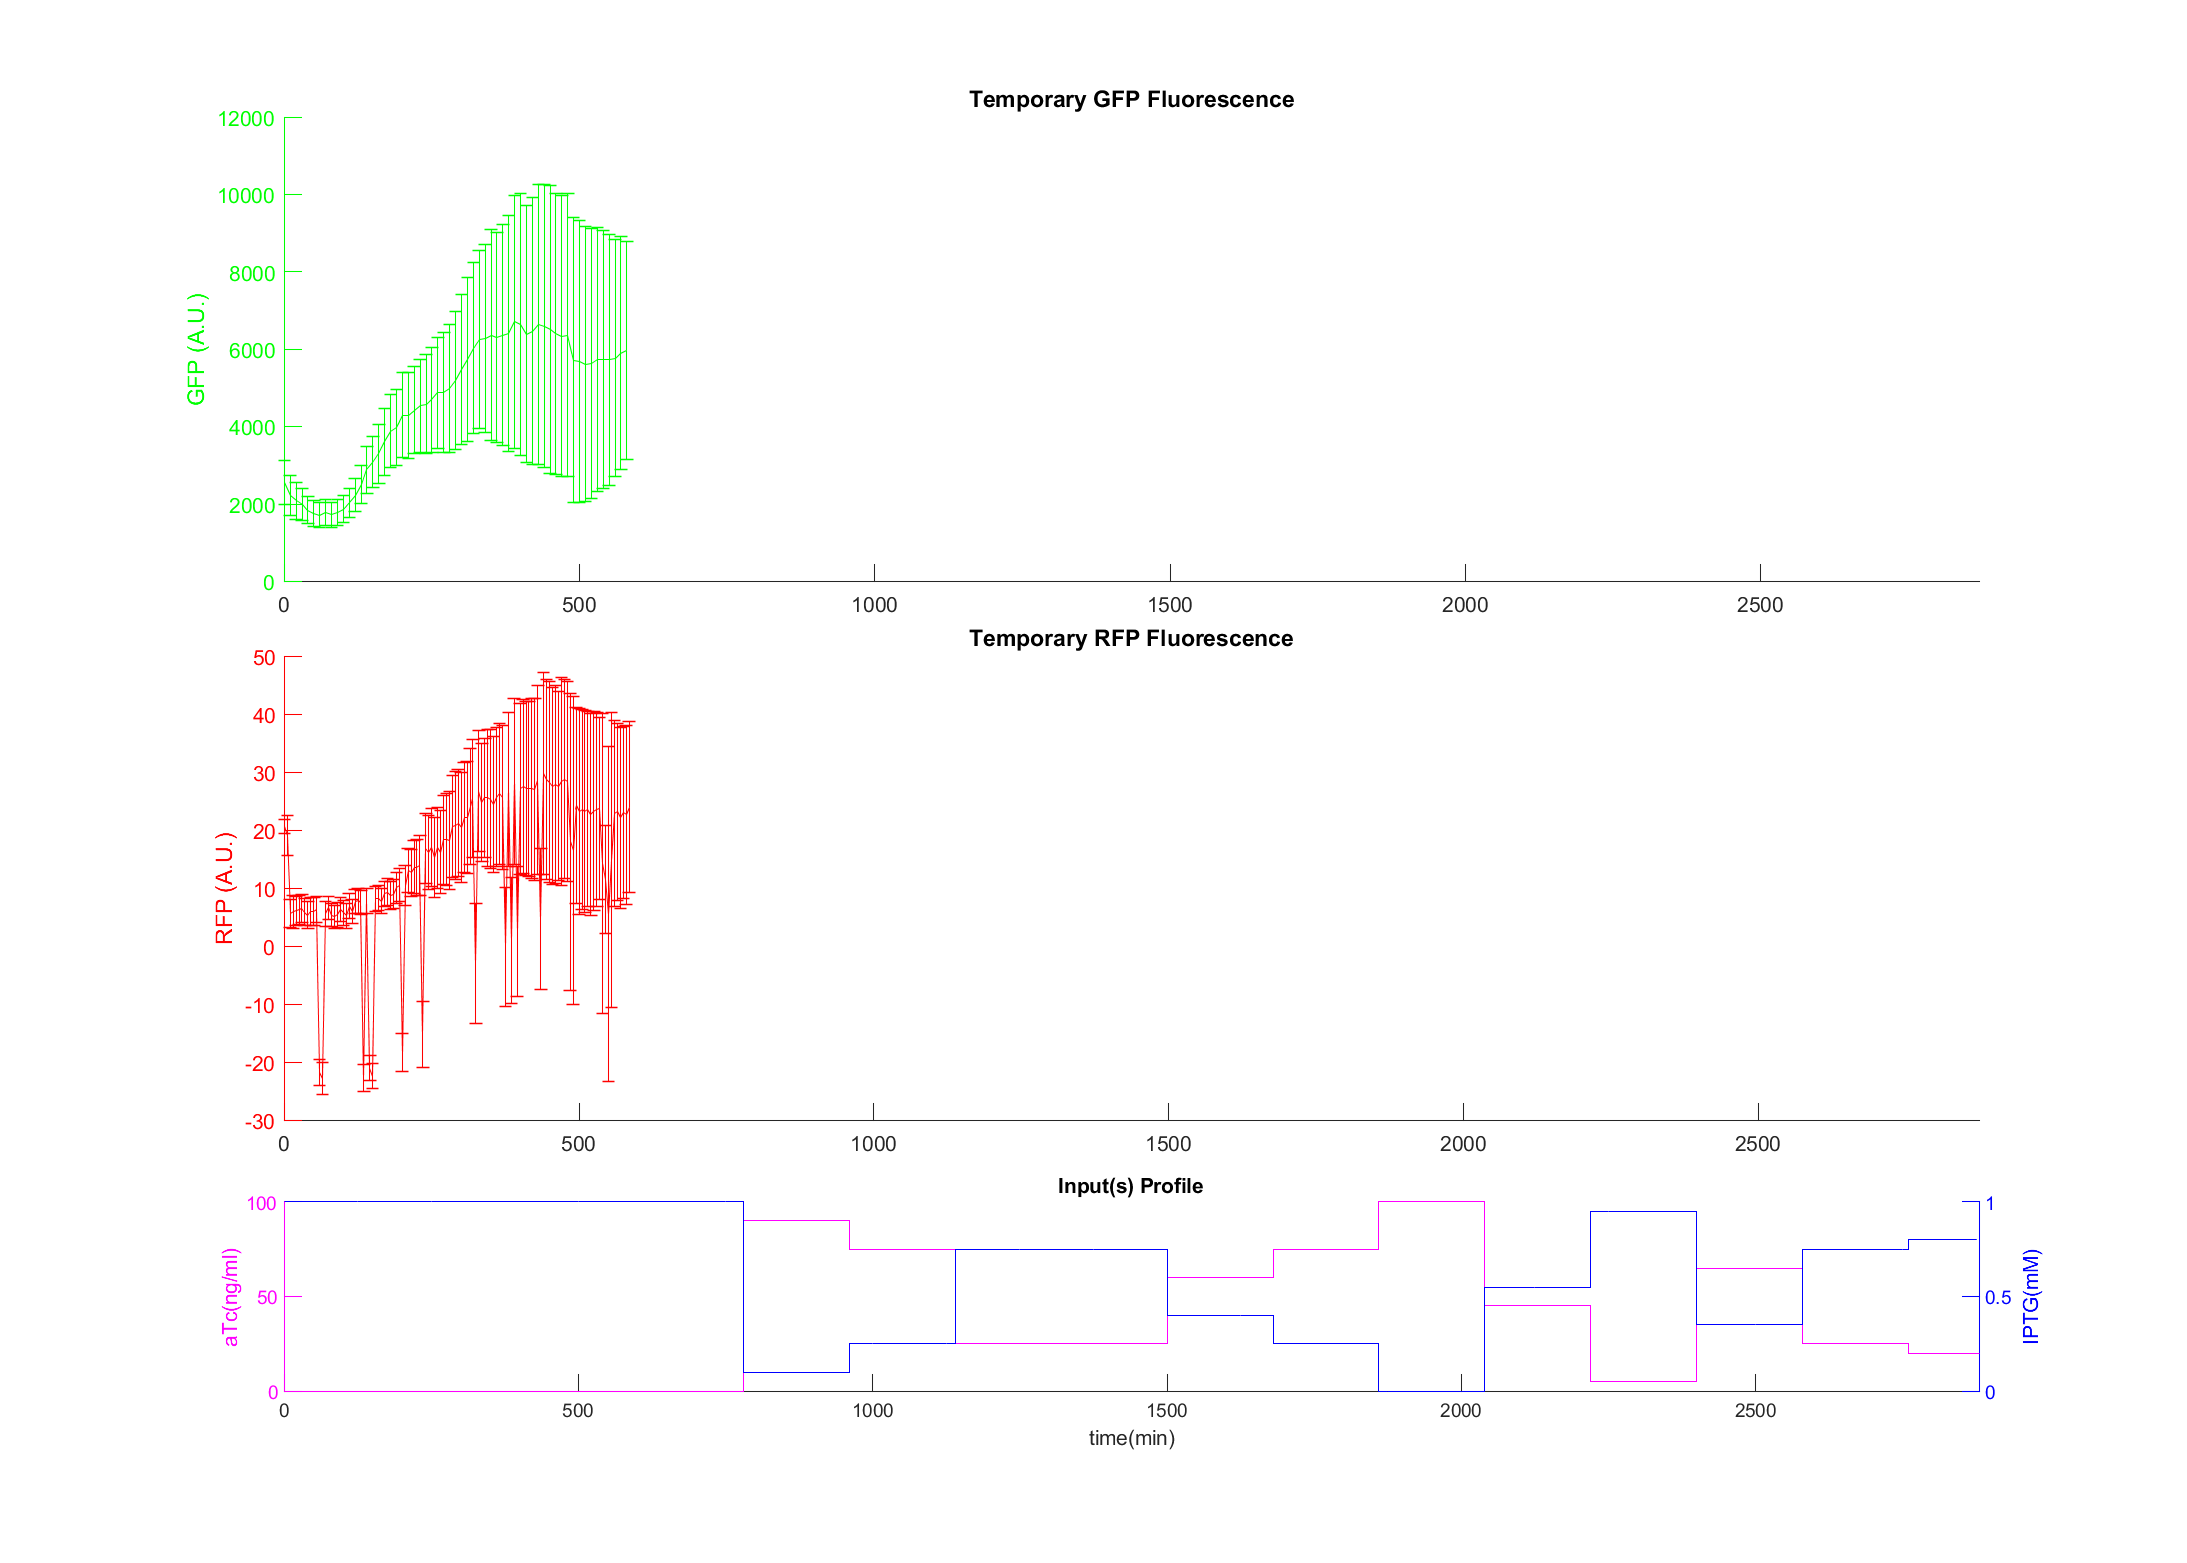 Temporary GFP Fluorescence
12000
10000
8000
6000
4000
2000
0
GFP (A.U.)
0 500 1000 1500 2000 2500
Temporary RFP Fluorescence
50
40
30
20
10
0
-10
-20
-30
RFP (A.U.)
0 500 1000 1500 2000 2500
Input(s) Profile
100
50
0
aTc(ng/ml)
1
0.5
0
IPTG(mM)
0 500 1000 1500 2000 2500
time(min)